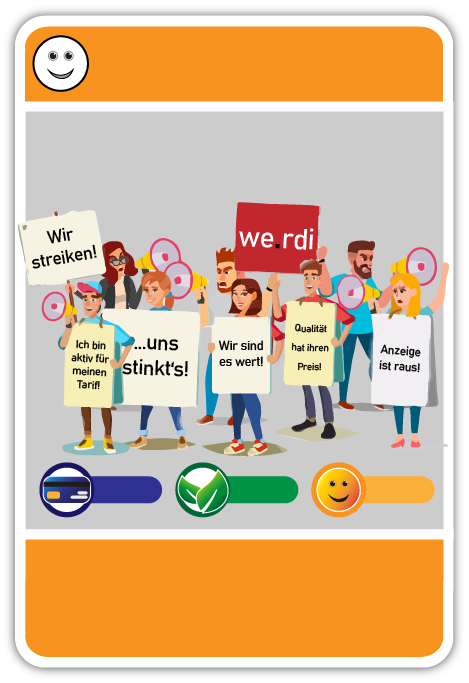 Wir
streiken!
we.rdi
Ich bin
aktiv für
meinen
Tarif!
...uns
stinkt's!
Wir sind
es wert!
Qualität
hat ihren
Preis!
Anzeige
ist raus!